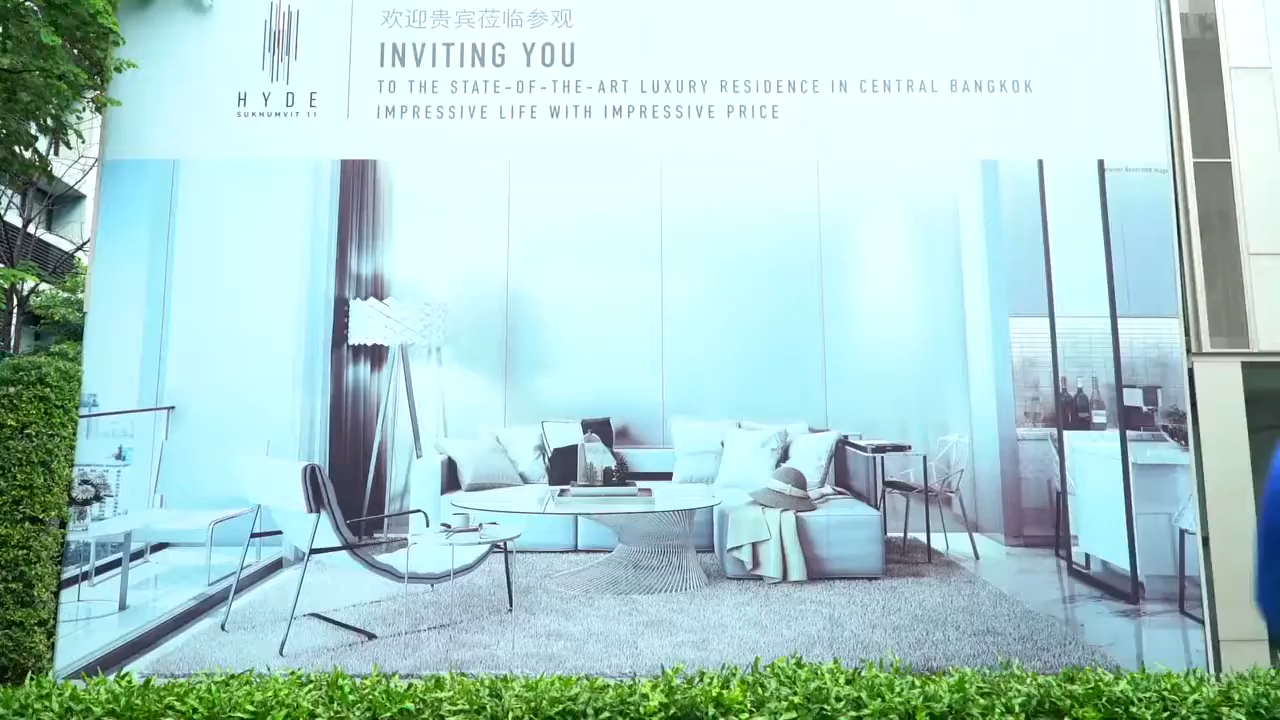 HYDE
SUKHUMVIT 11
欢迎贵宾莅临参观
INVITING YOU
TO THE STATE-OF-THE-ART LUXURY RESIDENCE IN CENTRAL BANGKOK
IMPRESSIVE LIFE WITH IMPRESSIVE PRICE